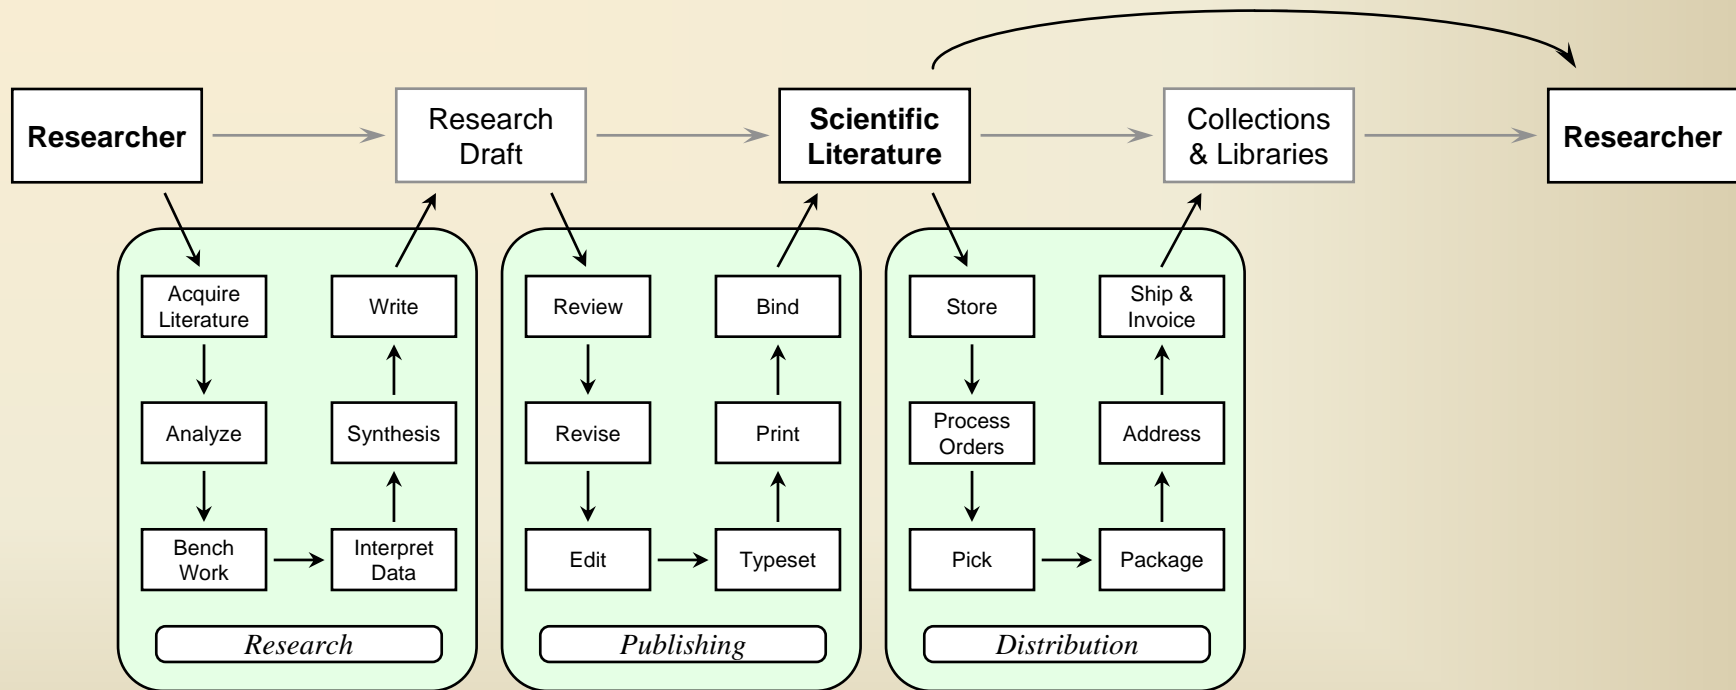 Researcher
Research
Draft
Scientific
Literature
Collections
& Libraries
Researcher
Acquire
Literature
Analyze
Bench
Work
Interpret
Data
Synthesis
Write
Research
Review
Revise
Edit
Typeset
Print
Bind
Publishing
Store
Process
Orders
Pick
Package
Address
Ship &
Invoice
Distribution